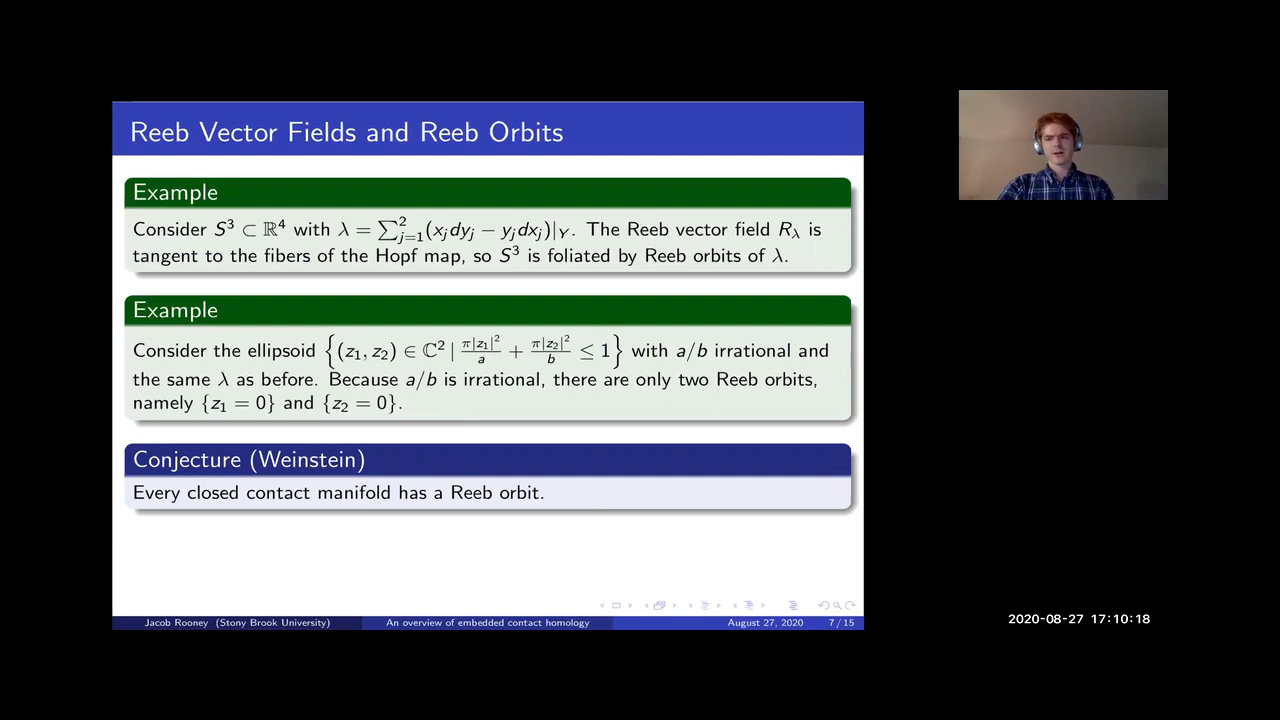 Reeb Vector Fields and Reeb Orbits
Example
Consider S³ ⊂ ℝ⁴ with λ = ∑²ⱼ₌₁(xⱼdyⱼ − yⱼdxⱼ)|_Y. The Reeb vector field R_λ is
tangent to the fibers of the Hopf map, so S³ is foliated by Reeb orbits of λ.
Example
Consider the ellipsoid {(z₁, z₂) ∈ ℂ² | π|z₁|²/a + π|z₂|²/b ≤ 1} with a/b irrational and
the same λ as before. Because a/b is irrational, there are only two Reeb orbits,
namely {z₁ = 0} and {z₂ = 0}.
Conjecture (Weinstein)
Every closed contact manifold has a Reeb orbit.
Jacob Rooney (Stony Brook University) An overview of embedded contact homology August 27, 2020 7 / 15
2020-08-27 17:10:18